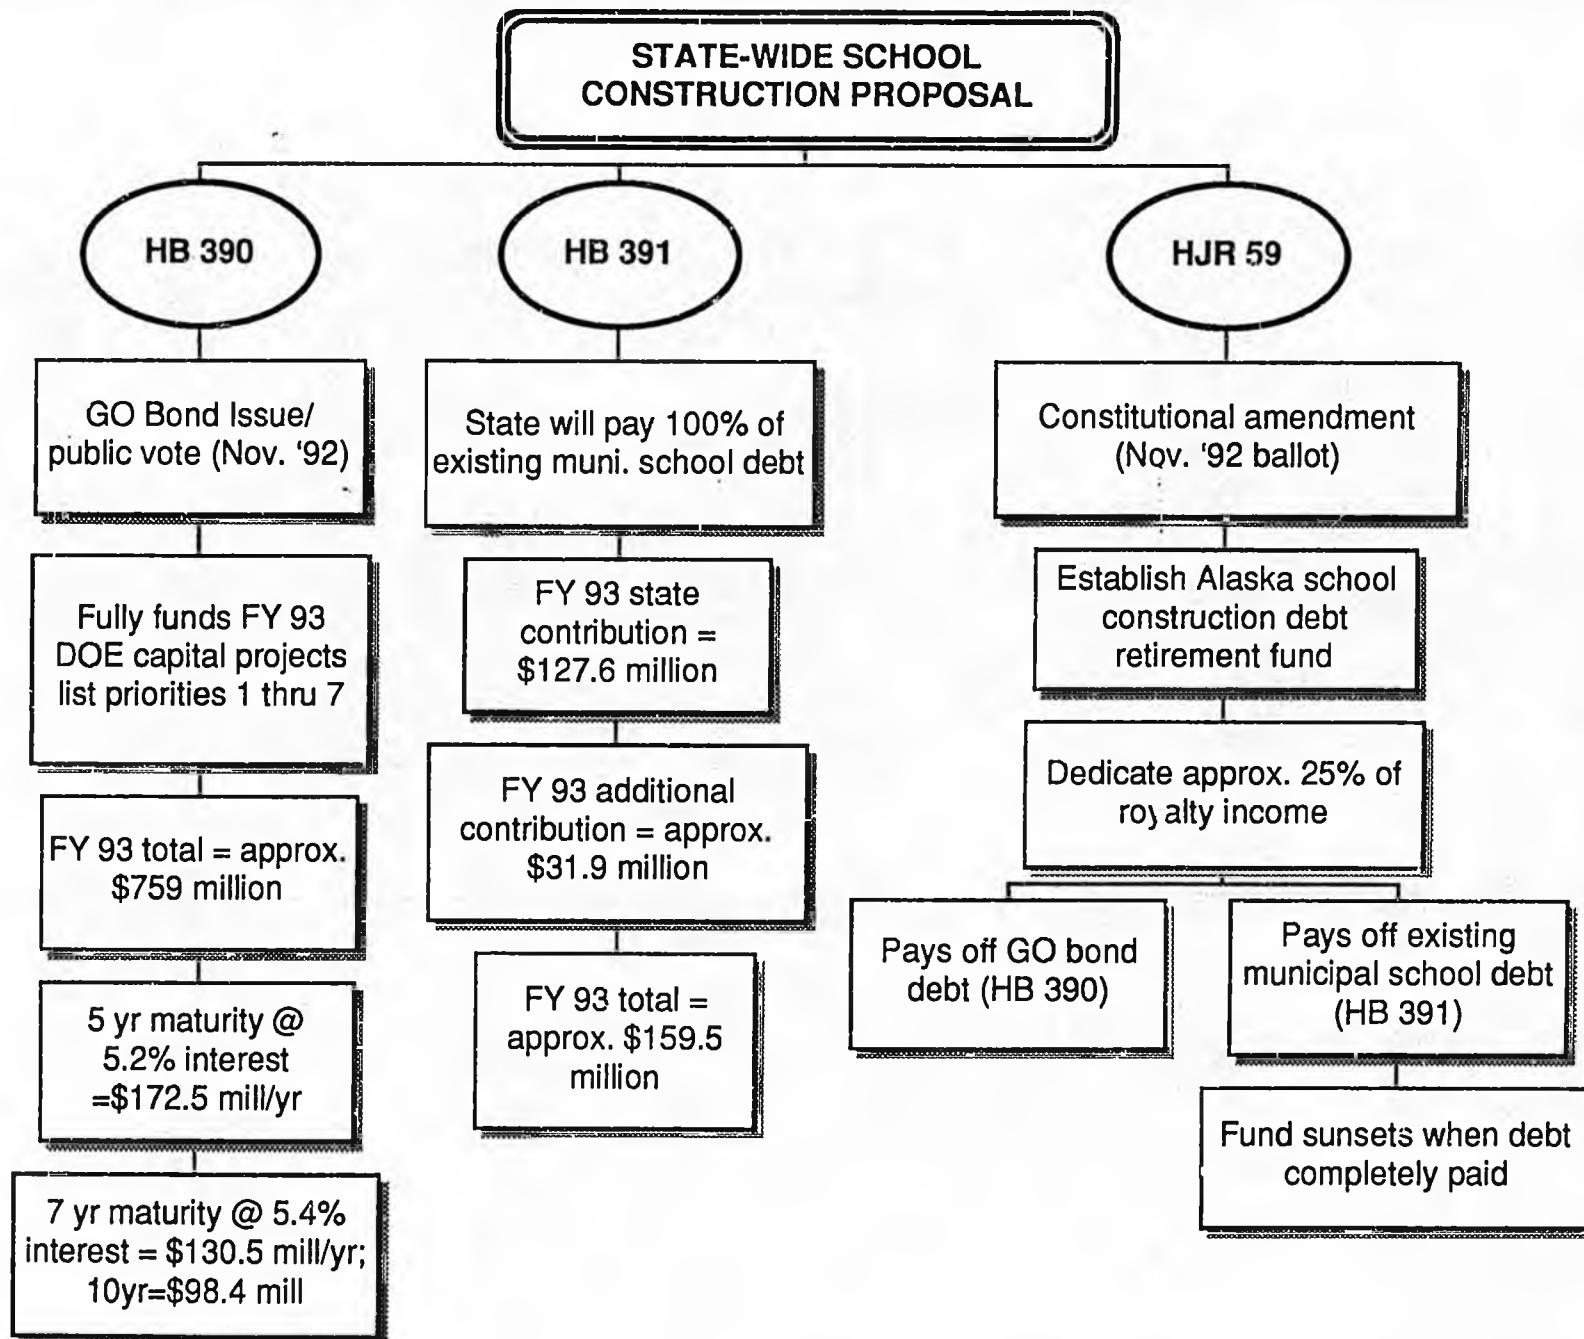 STATE-WIDE SCHOOL
CONSTRUCTION PROPOSAL
HB 390
GO Bond Issue/
public vote (Nov. '92)
Fully funds FY 93
DOE capital projects
list priorities 1 thru 7
FY 93 total = approx.
$759 million
5 yr maturity @
5.2% interest
=$172.5 mill/yr
7 yr maturity @ 5.4%
interest = $130.5 mill/yr;
10yr=$98.4 mill
HB 391
State will pay 100% of
existing muni. school debt
FY 93 state
contribution =
$127.6 million
FY 93 additional
contribution = approx.
$31.9 million
FY 93 total =
approx. $159.5
million
HJR 59
Constitutional amendment
(Nov. '92 ballot)
Establish Alaska school
construction debt
retirement fund
Dedicate approx. 25% of
royalty income
Pays off GO bond
debt (HB 390)
Pays off existing
municipal school debt
(HB 391)
Fund sunsets when debt
completely paid